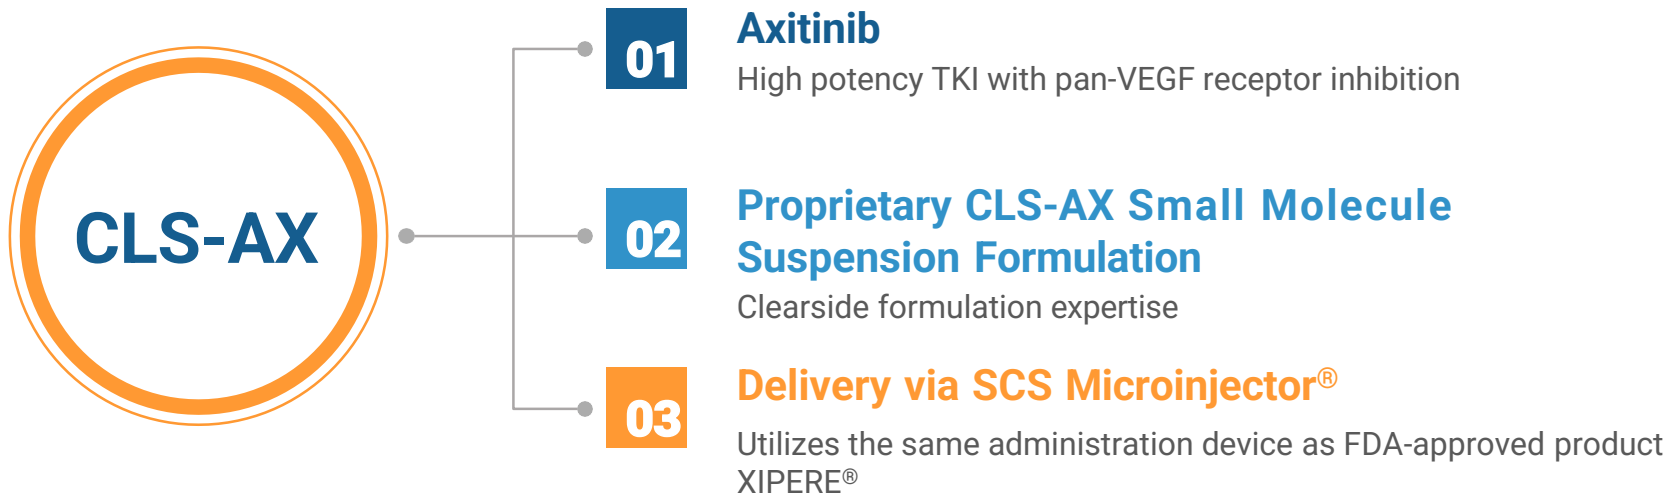 CLS-AX
01
Axitinib
High potency TKI with pan-VEGF receptor inhibition
02
Proprietary CLS-AX Small Molecule
Suspension Formulation
Clearside formulation expertise
03
Delivery via SCS Microinjector®
Utilizes the same administration device as FDA-approved product
XIPERE®